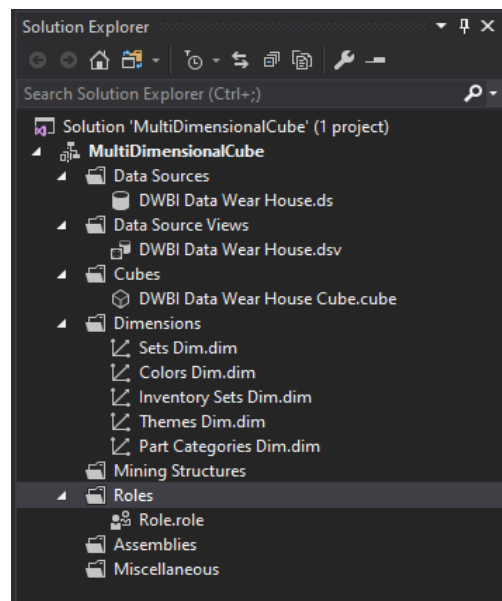 Solution Explorer
Search Solution Explorer (Ctrl+;)
Solution 'MultiDimensionalCube' (1 project)
MultiDimensionalCube
Data Sources
DWBI Data Wear House.ds
Data Source Views
DWBI Data Wear House.dsv
Cubes
DWBI Data Wear House Cube.cube
Dimensions
Sets Dim.dim
Colors Dim.dim
Inventory Sets Dim.dim
Themes Dim.dim
Part Categories Dim.dim
Mining Structures
Roles
Role.role
Assemblies
Miscellaneous